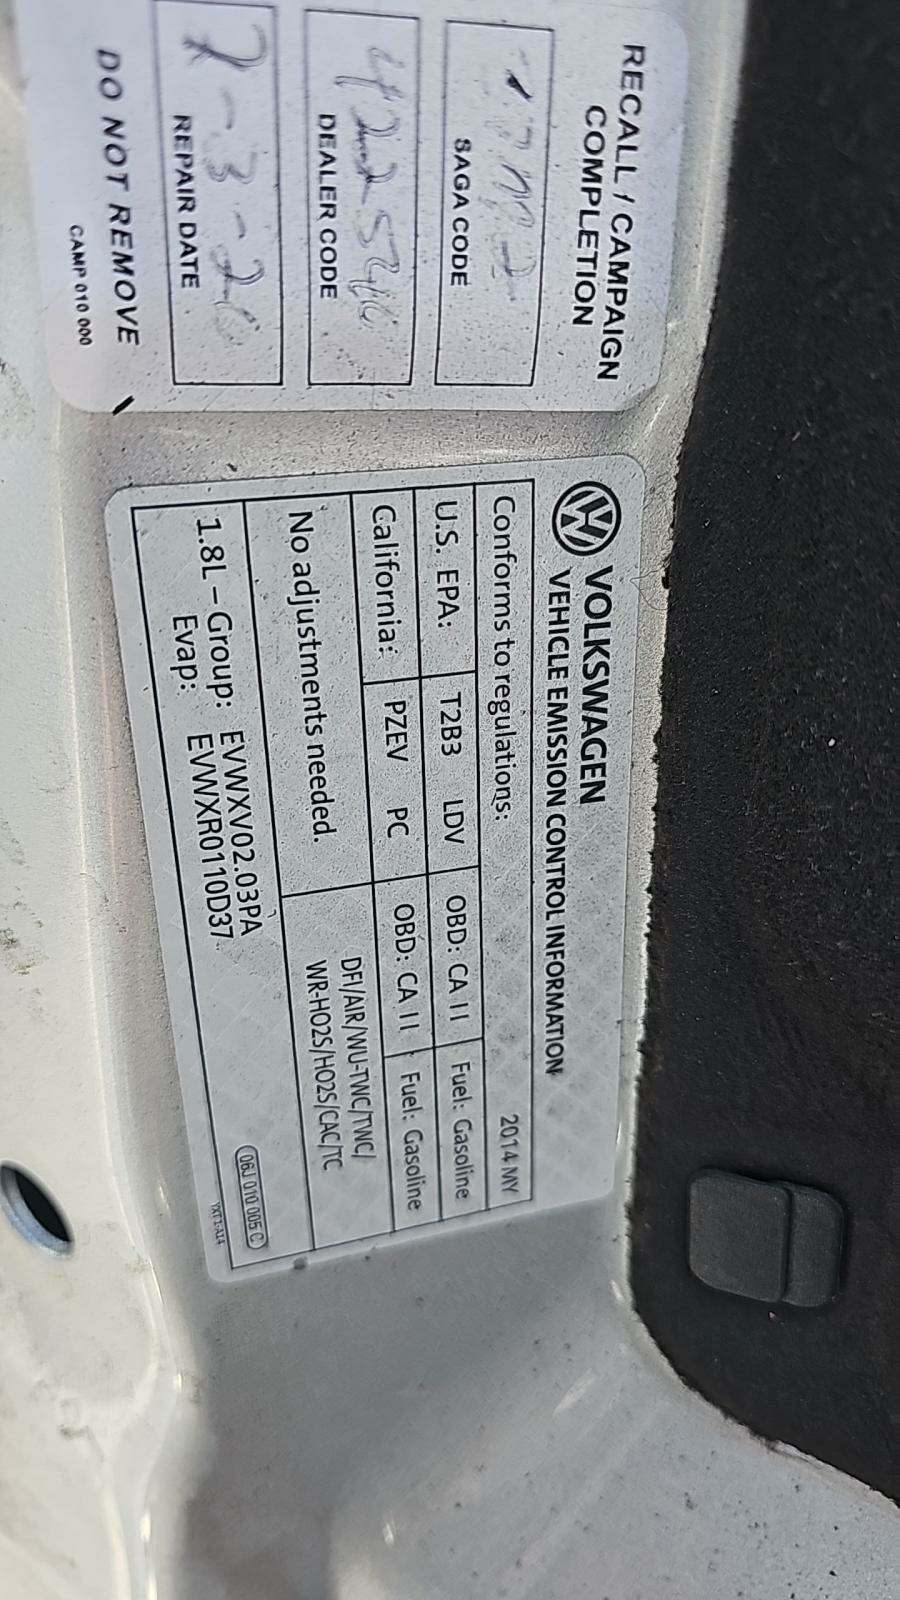 RECALL / CAMPAIGN
COMPLETION
SAGA CODE
DEALER CODE
REPAIR DATE
DO NOT REMOVE
CAMP 010 000
VOLKSWAGEN
VEHICLE EMISSION CONTROL INFORMATION
Conforms to regulations: 2014 MY
U.S. EPA: T2B3 LDV OBD: CA II Fuel: Gasoline
California: PZEV PC OBD: CA II Fuel: Gasoline
No adjustments needed. DFI/AIR/WU-TWC/TWC/
WR-HO2S/HO2S/CAC/TC
1.8L – Group: EVWXV02.03PA
Evap: EVWXR0110D37
06J 010 005 C